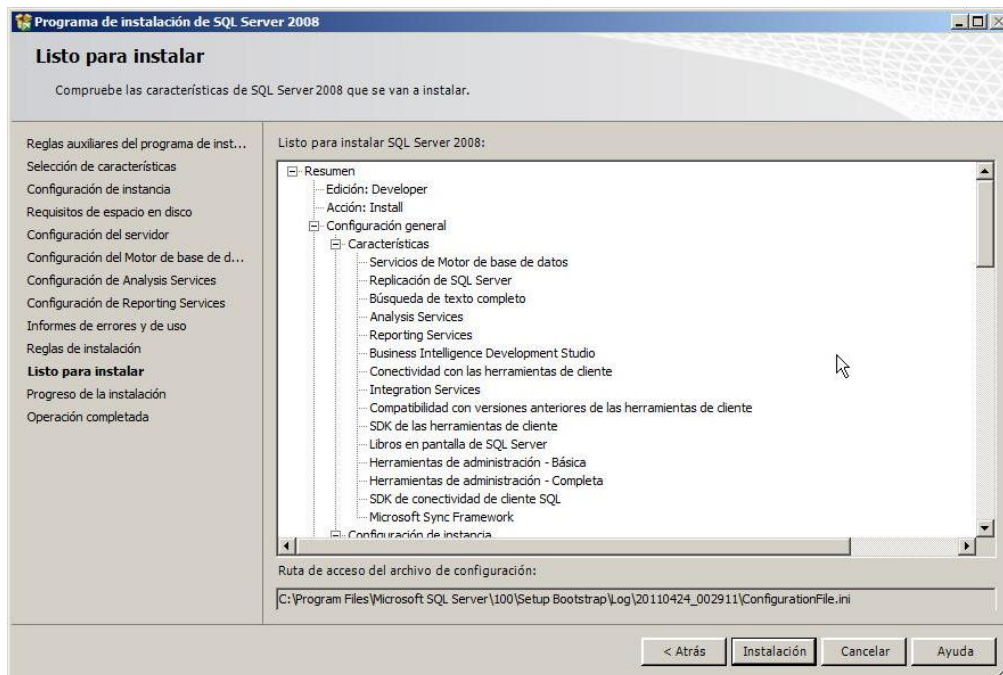 Programa de instalación de SQL Server 2008
Listo para instalar
Compruebe las características de SQL Server 2008 que se van a instalar.
Reglas auxiliares del programa de inst...
Selección de características
Configuración de instancia
Requisitos de espacio en disco
Configuración del servidor
Configuración del Motor de base de d...
Configuración de Analysis Services
Configuración de Reporting Services
Informes de errores y de uso
Reglas de instalación
Listo para instalar
Progreso de la instalación
Operación completada
Listo para instalar SQL Server 2008:
Resumen
Edición: Developer
Acción: Install
Configuración general
Características
Servicios de Motor de base de datos
Replicación de SQL Server
Búsqueda de texto completo
Analysis Services
Reporting Services
Business Intelligence Development Studio
Conectividad con las herramientas de cliente
Integration Services
Compatibilidad con versiones anteriores de las herramientas de cliente
SDK de las herramientas de cliente
Libros en pantalla de SQL Server
Herramientas de administración - Básica
Herramientas de administración - Completa
SDK de conectividad de cliente SQL
Microsoft Sync Framework
Configuración de instancia
Ruta de acceso del archivo de configuración:
C:\Program Files\Microsoft SQL Server\100\Setup Bootstrap\Log\20110424_002911\ConfigurationFile.ini
< Atrás
Instalación
Cancelar
Ayuda